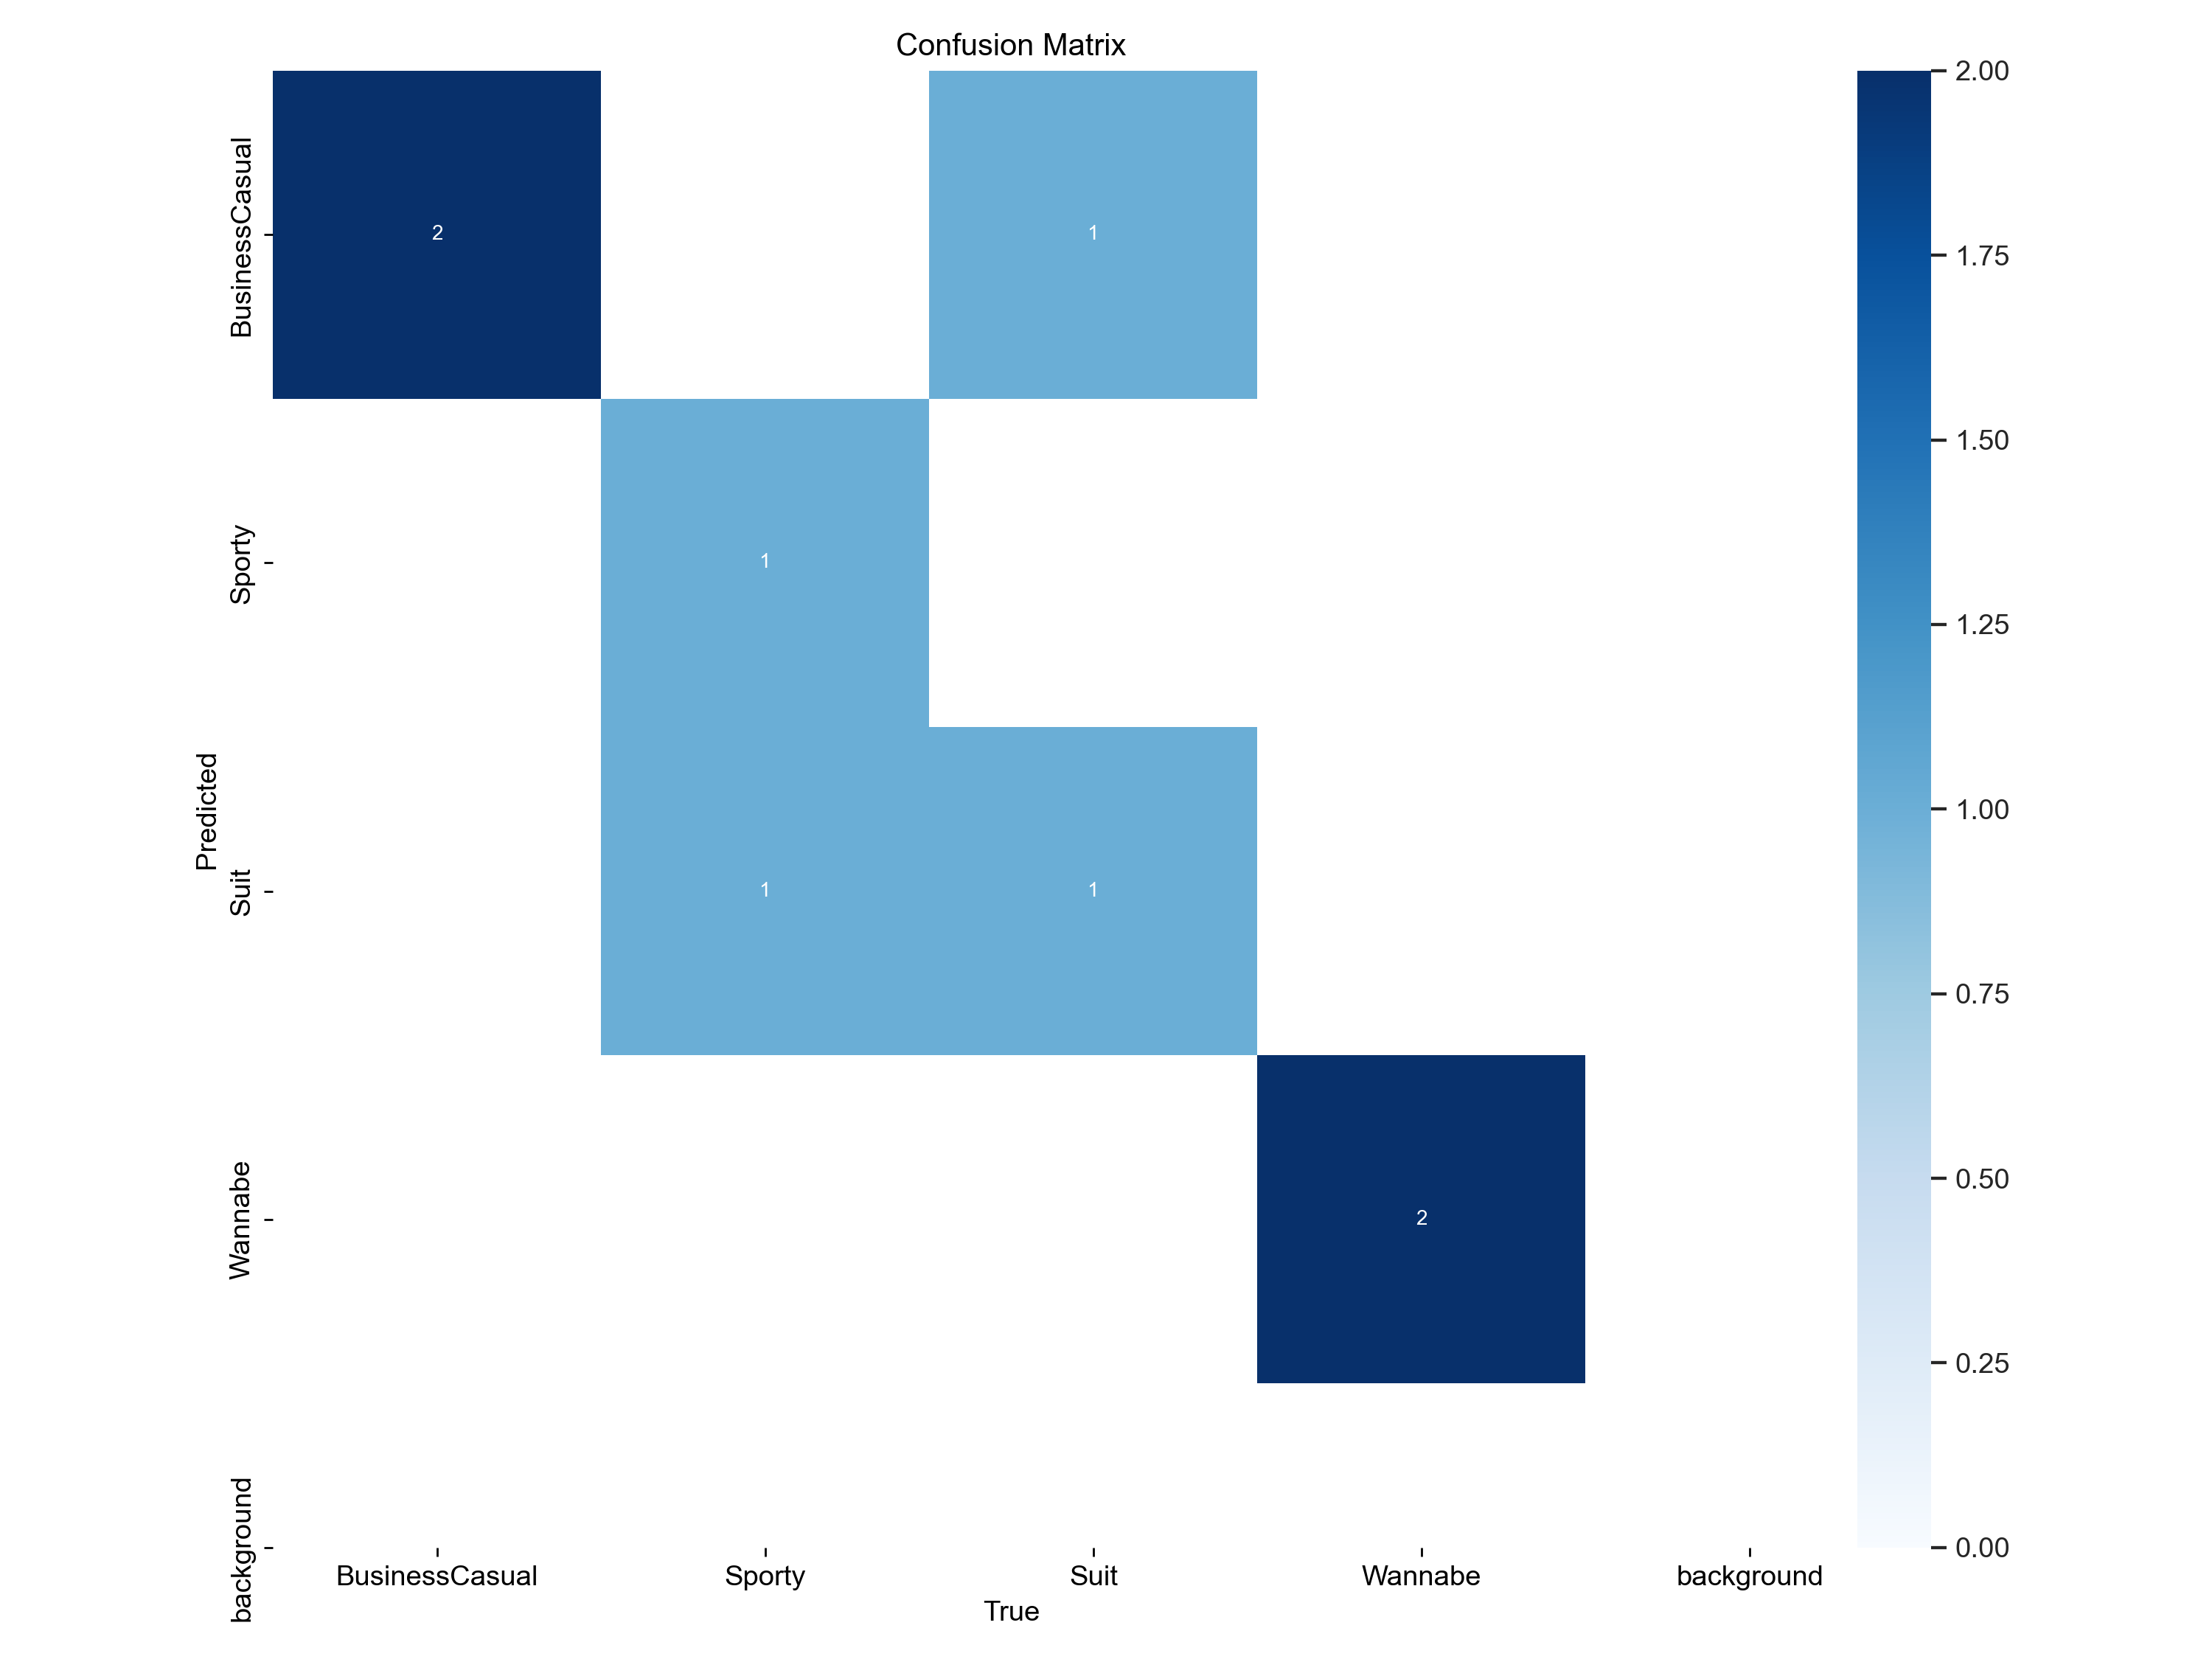 Confusion Matrix
BusinessCasual
Sporty
Suit
Wannabe
background
Predicted
2
1
1
1
1
2
BusinessCasual
Sporty
Suit
Wannabe
background
True
2.00
1.75
1.50
1.25
1.00
0.75
0.50
0.25
0.00